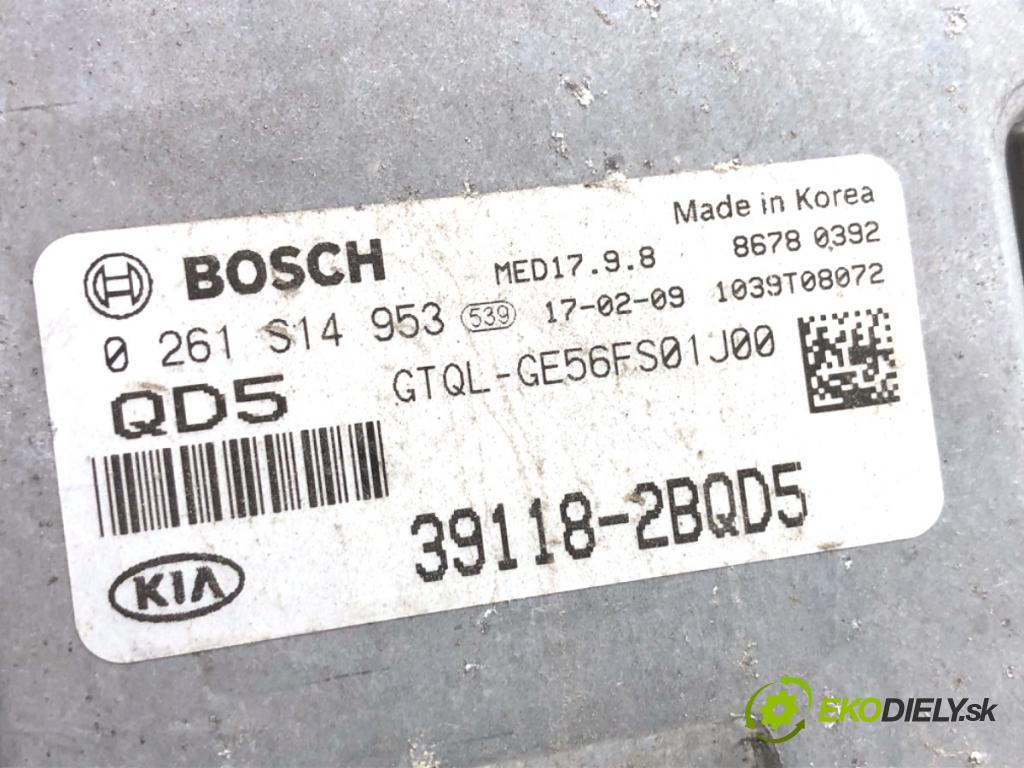 Made in Korea
BOSCH MED17.9.8 8678 0392
0 261 S14 953 539 17-02-09 1039T08072
QD5 GTQL-GE56FS01J00
39118-2BQD5
KIA
EKODIELY.sk